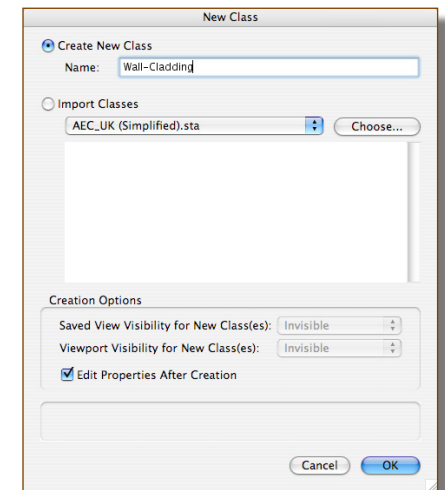 New Class
Create New Class
Name: Wall-Cladding
Import Classes
AEC_UK (Simplified).sta Choose...
Creation Options
Saved View Visibility for New Class(es): Invisible
Viewport Visibility for New Class(es): Invisible
Edit Properties After Creation
Cancel OK